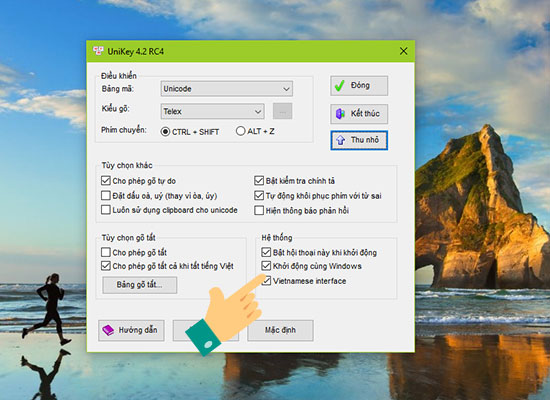 UniKey 4.2 RC4
Điều khiển
Bảng mã:
Unicode
Đóng
Kiểu gõ:
Telex
...
Kết thúc
Phím chuyển:
CTRL + SHIFT
ALT + Z
Thu nhỏ
Tùy chọn khác
Cho phép gõ tự do
Bật kiểm tra chính tả
Đặt dấu oà, uý (thay vì òa, úy)
Tự động khôi phục phím với từ sai
Luôn sử dụng clipboard cho unicode
Hiện thông báo phản hồi
Tùy chọn gõ tắt
Hệ thống
Cho phép gõ tắt
Bật hội thoại này khi khởi động
Cho phép gõ tắt cả khi tắt tiếng Việt
Khởi động cùng Windows
Bảng gõ tắt...
Vietnamese interface
Hướng dẫn
Mặc định